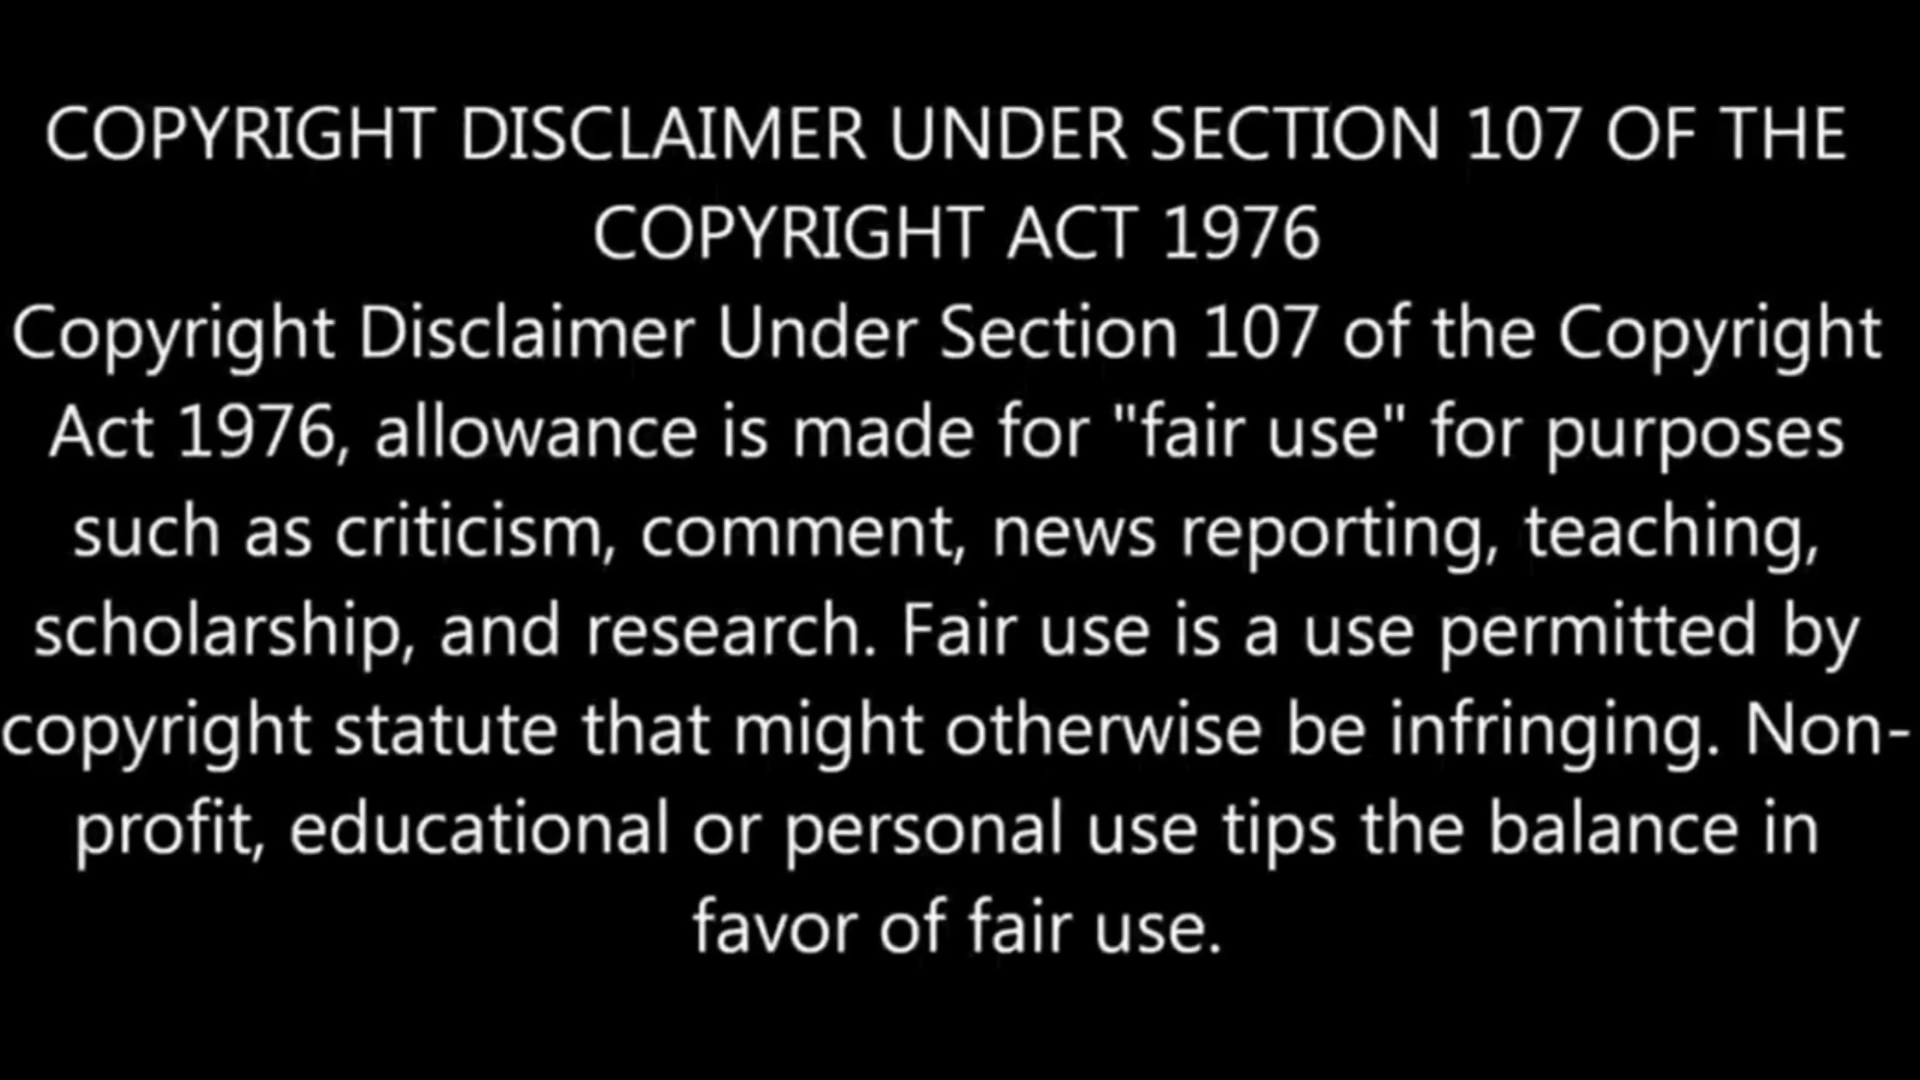 COPYRIGHT DISCLAIMER UNDER SECTION 107 OF THE
COPYRIGHT ACT 1976
Copyright Disclaimer Under Section 107 of the Copyright
Act 1976, allowance is made for "fair use" for purposes
such as criticism, comment, news reporting, teaching,
scholarship, and research. Fair use is a use permitted by
copyright statute that might otherwise be infringing. Non-
profit, educational or personal use tips the balance in
favor of fair use.